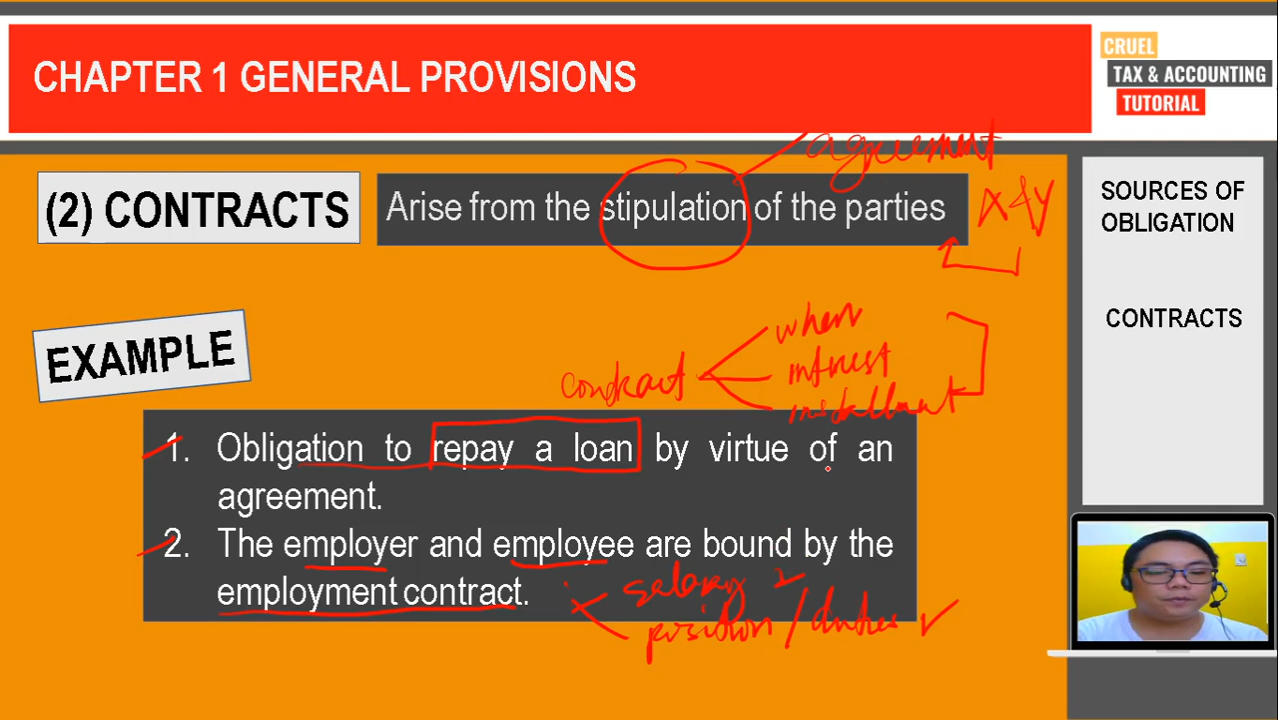 CHAPTER 1 GENERAL PROVISIONS
CRUEL
TAX & ACCOUNTING
TUTORIAL
agreement
(2) CONTRACTS
Arise from the stipulation of the parties
X & Y
SOURCES OF
OBLIGATION
CONTRACTS
EXAMPLE
contract
when
intrest
installment
1. Obligation to repay a loan by virtue of an
agreement.
2. The employer and employee are bound by the
employment contract.
salary
position / duties